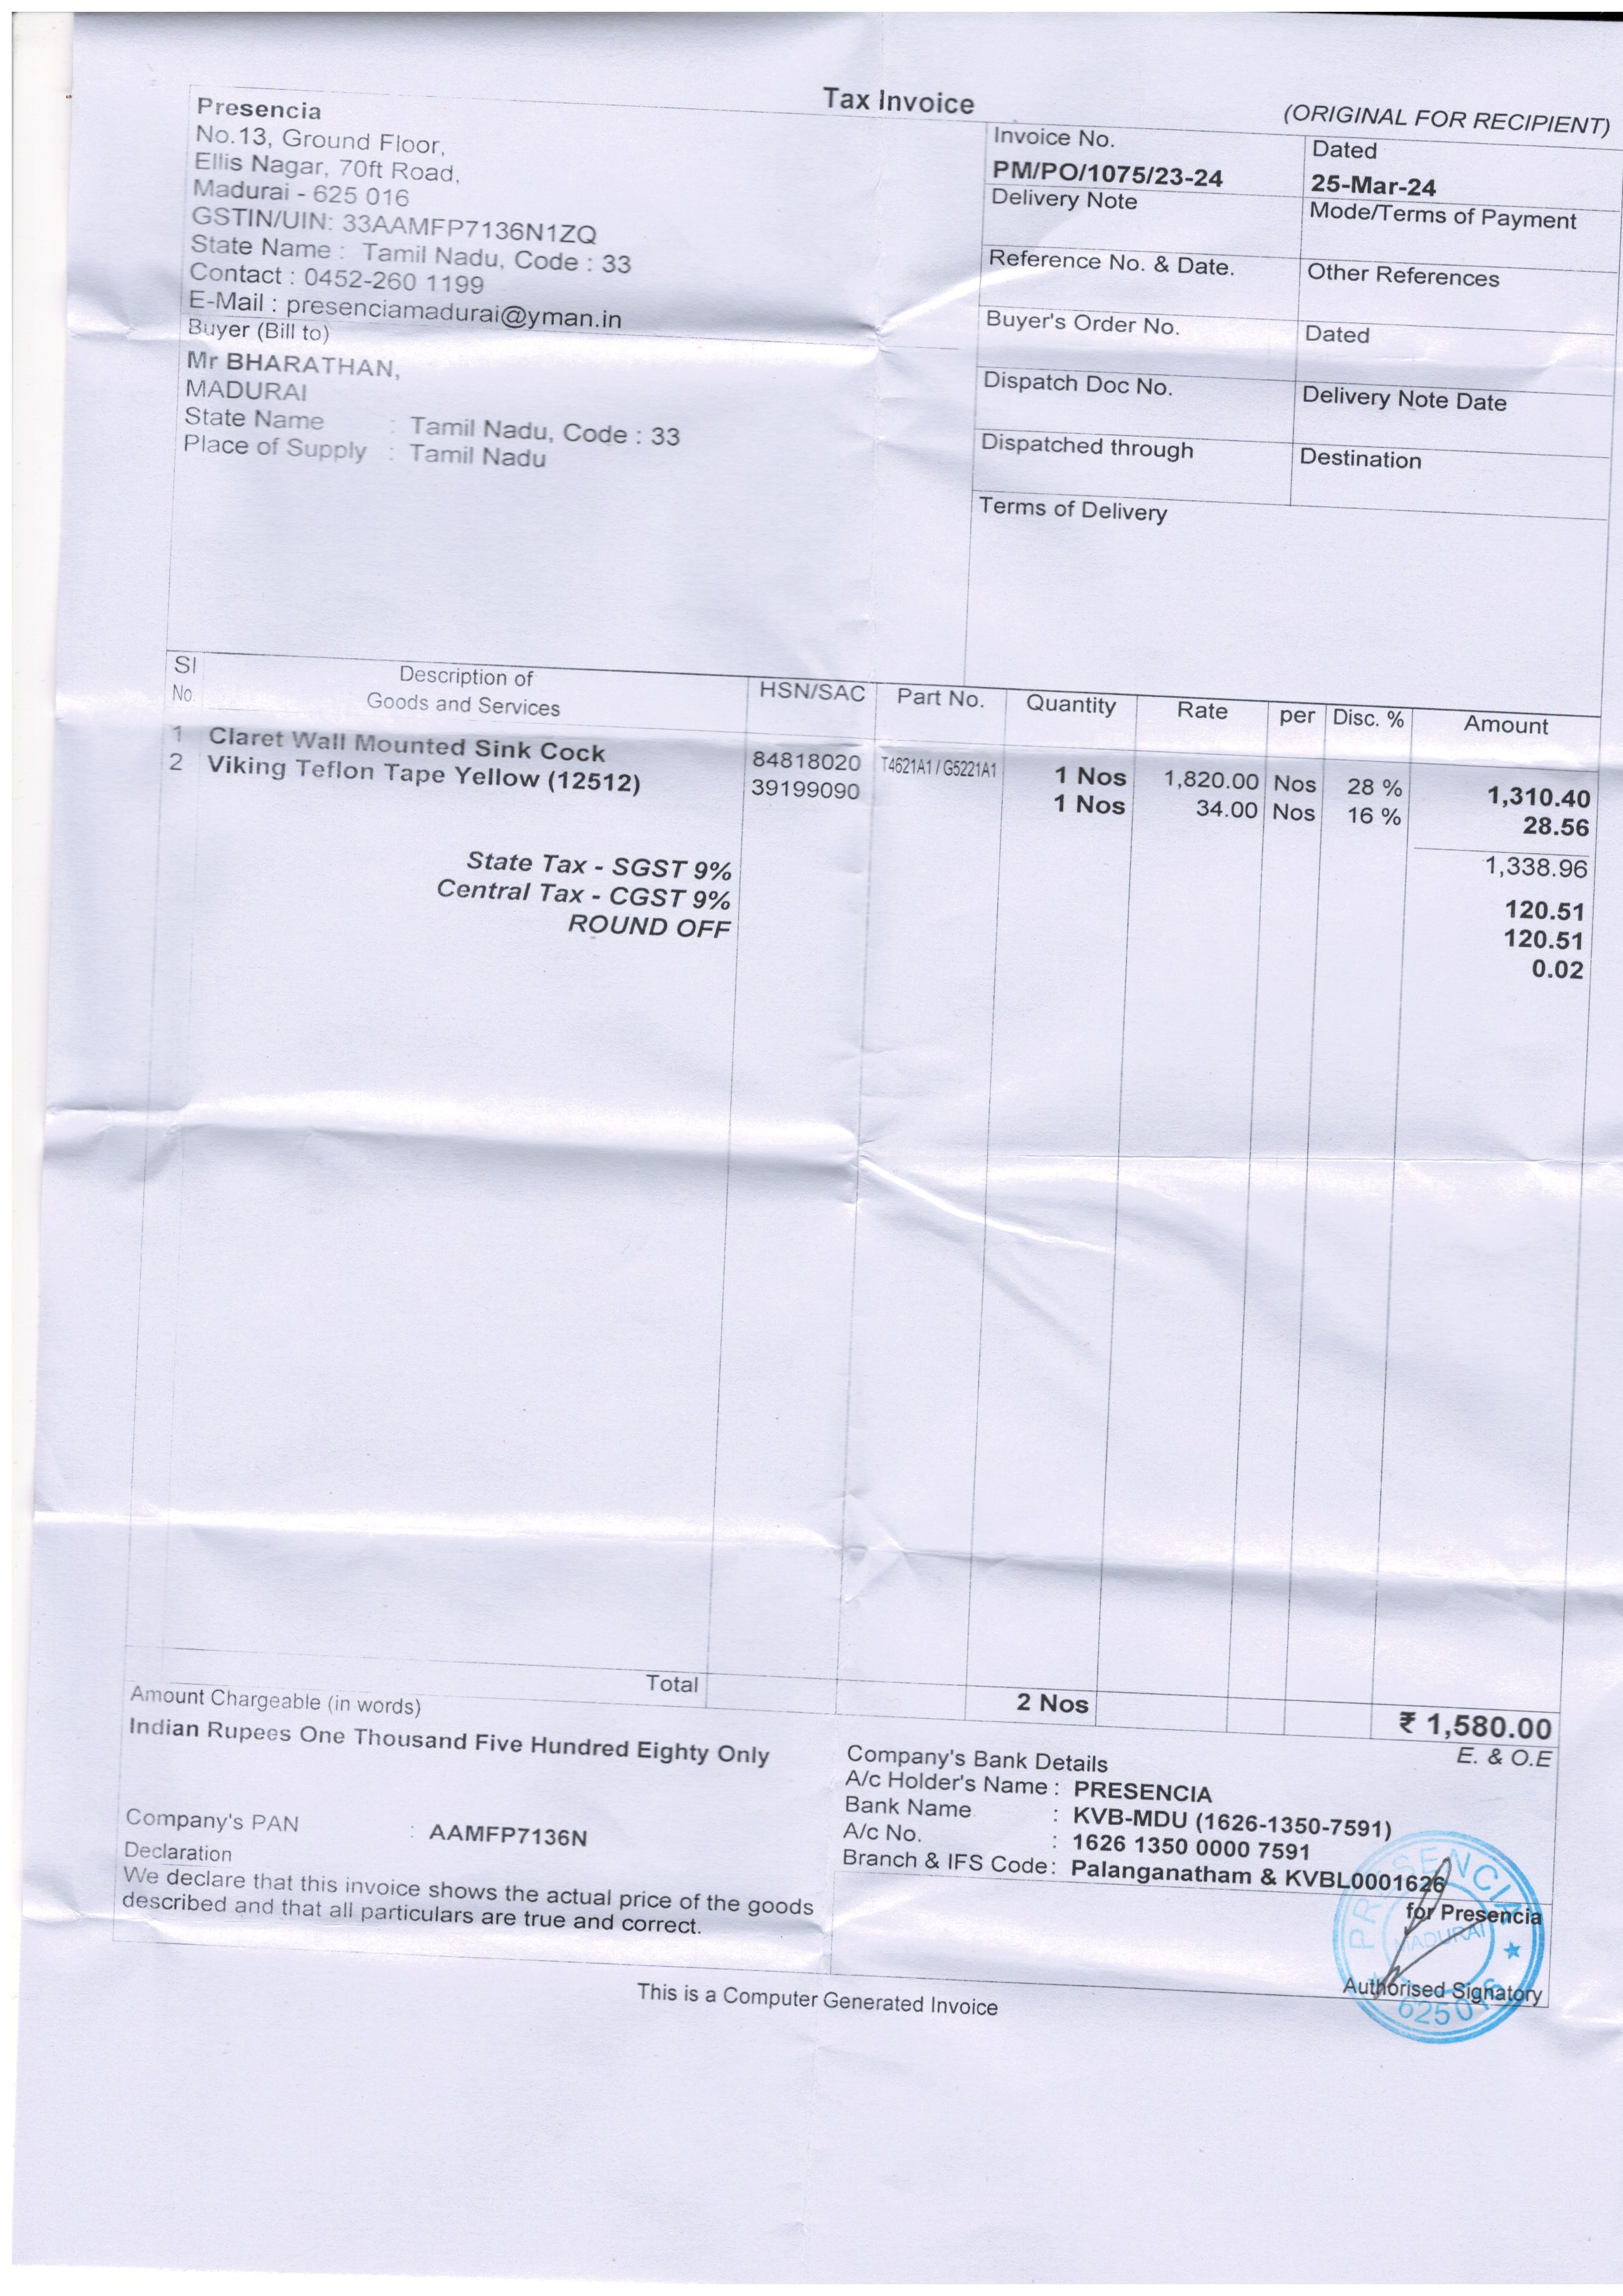 Tax Invoice
(ORIGINAL FOR RECIPIENT)
Presencia
No.13, Ground Floor,
Ellis Nagar, 70ft Road,
Madurai - 625 016
GSTIN/UIN: 33AAMFP7136N1ZQ
State Name : Tamil Nadu, Code : 33
Contact : 0452-260 1199
E-Mail : presenciamadurai@yman.in
Buyer (Bill to)
Mr BHARATHAN,
MADURAI
State Name : Tamil Nadu, Code : 33
Place of Supply : Tamil Nadu
Invoice No. Dated
PM/PO/1075/23-24 25-Mar-24
Delivery Note Mode/Terms of Payment
Reference No. & Date. Other References
Buyer's Order No. Dated
Dispatch Doc No. Delivery Note Date
Dispatched through Destination
Terms of Delivery
Sl No. Description of Goods and Services HSN/SAC Part No. Quantity Rate per Disc. % Amount
1 Claret Wall Mounted Sink Cock 84818020 T4621A1 / G5221A1 1 Nos 1,820.00 Nos 28 % 1,310.40
2 Viking Teflon Tape Yellow (12512) 39199090 1 Nos 34.00 Nos 16 % 28.56
1,338.96
State Tax - SGST 9% 120.51
Central Tax - CGST 9% 120.51
ROUND OFF 0.02
Total 2 Nos ₹ 1,580.00
Amount Chargeable (in words) E. & O.E
Indian Rupees One Thousand Five Hundred Eighty Only
Company's Bank Details
A/c Holder's Name : PRESENCIA
Bank Name : KVB-MDU (1626-1350-7591)
A/c No. : 1626 1350 0000 7591
Branch & IFS Code : Palanganatham & KVBL0001626
Company's PAN : AAMFP7136N
Declaration
We declare that this invoice shows the actual price of the goods
described and that all particulars are true and correct.
for Presencia
Authorised Signatory
PRESENCIA
MADURAI
625016
This is a Computer Generated Invoice